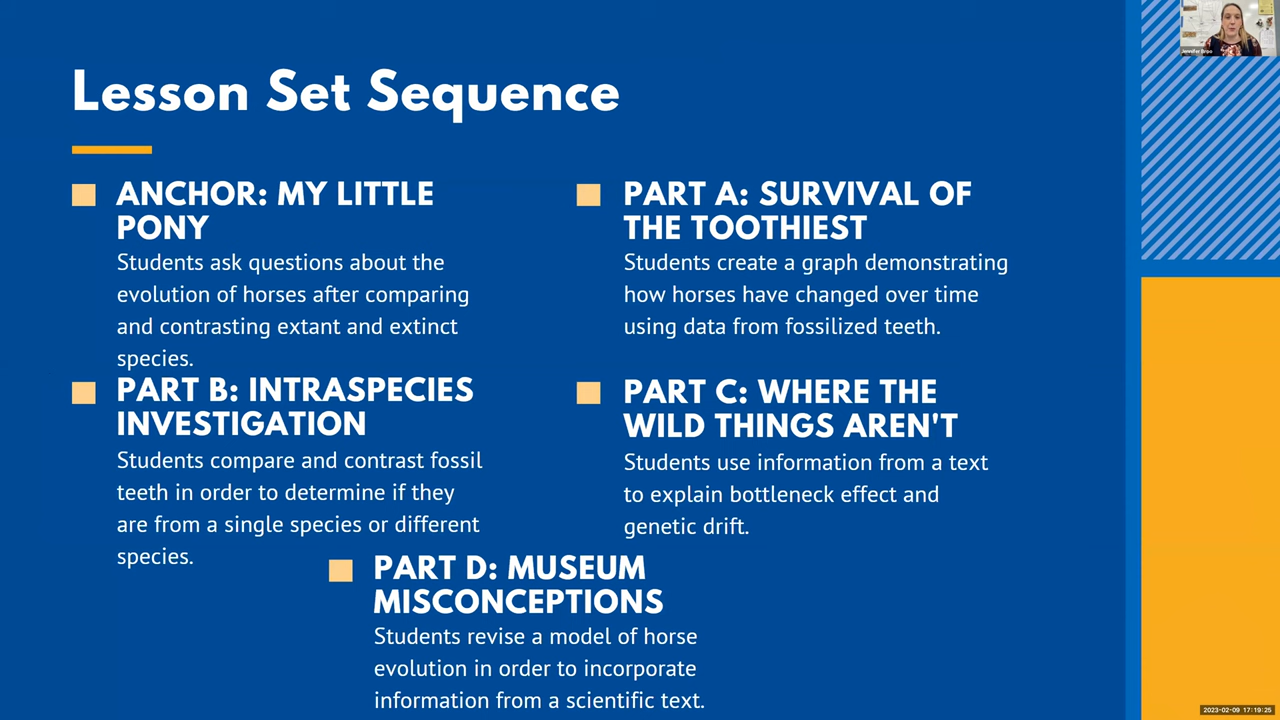 Lesson Set Sequence
ANCHOR: MY LITTLE
PONY
Students ask questions about the
evolution of horses after comparing
and contrasting extant and extinct
species.
PART A: SURVIVAL OF
THE TOOTHIEST
Students create a graph demonstrating
how horses have changed over time
using data from fossilized teeth.
PART B: INTRASPECIES
INVESTIGATION
Students compare and contrast fossil
teeth in order to determine if they
are from a single species or different
species.
PART C: WHERE THE
WILD THINGS AREN'T
Students use information from a text
to explain bottleneck effect and
genetic drift.
PART D: MUSEUM
MISCONCEPTIONS
Students revise a model of horse
evolution in order to incorporate
information from a scientific text.
Jennifer
2023-02-09 17:19:25